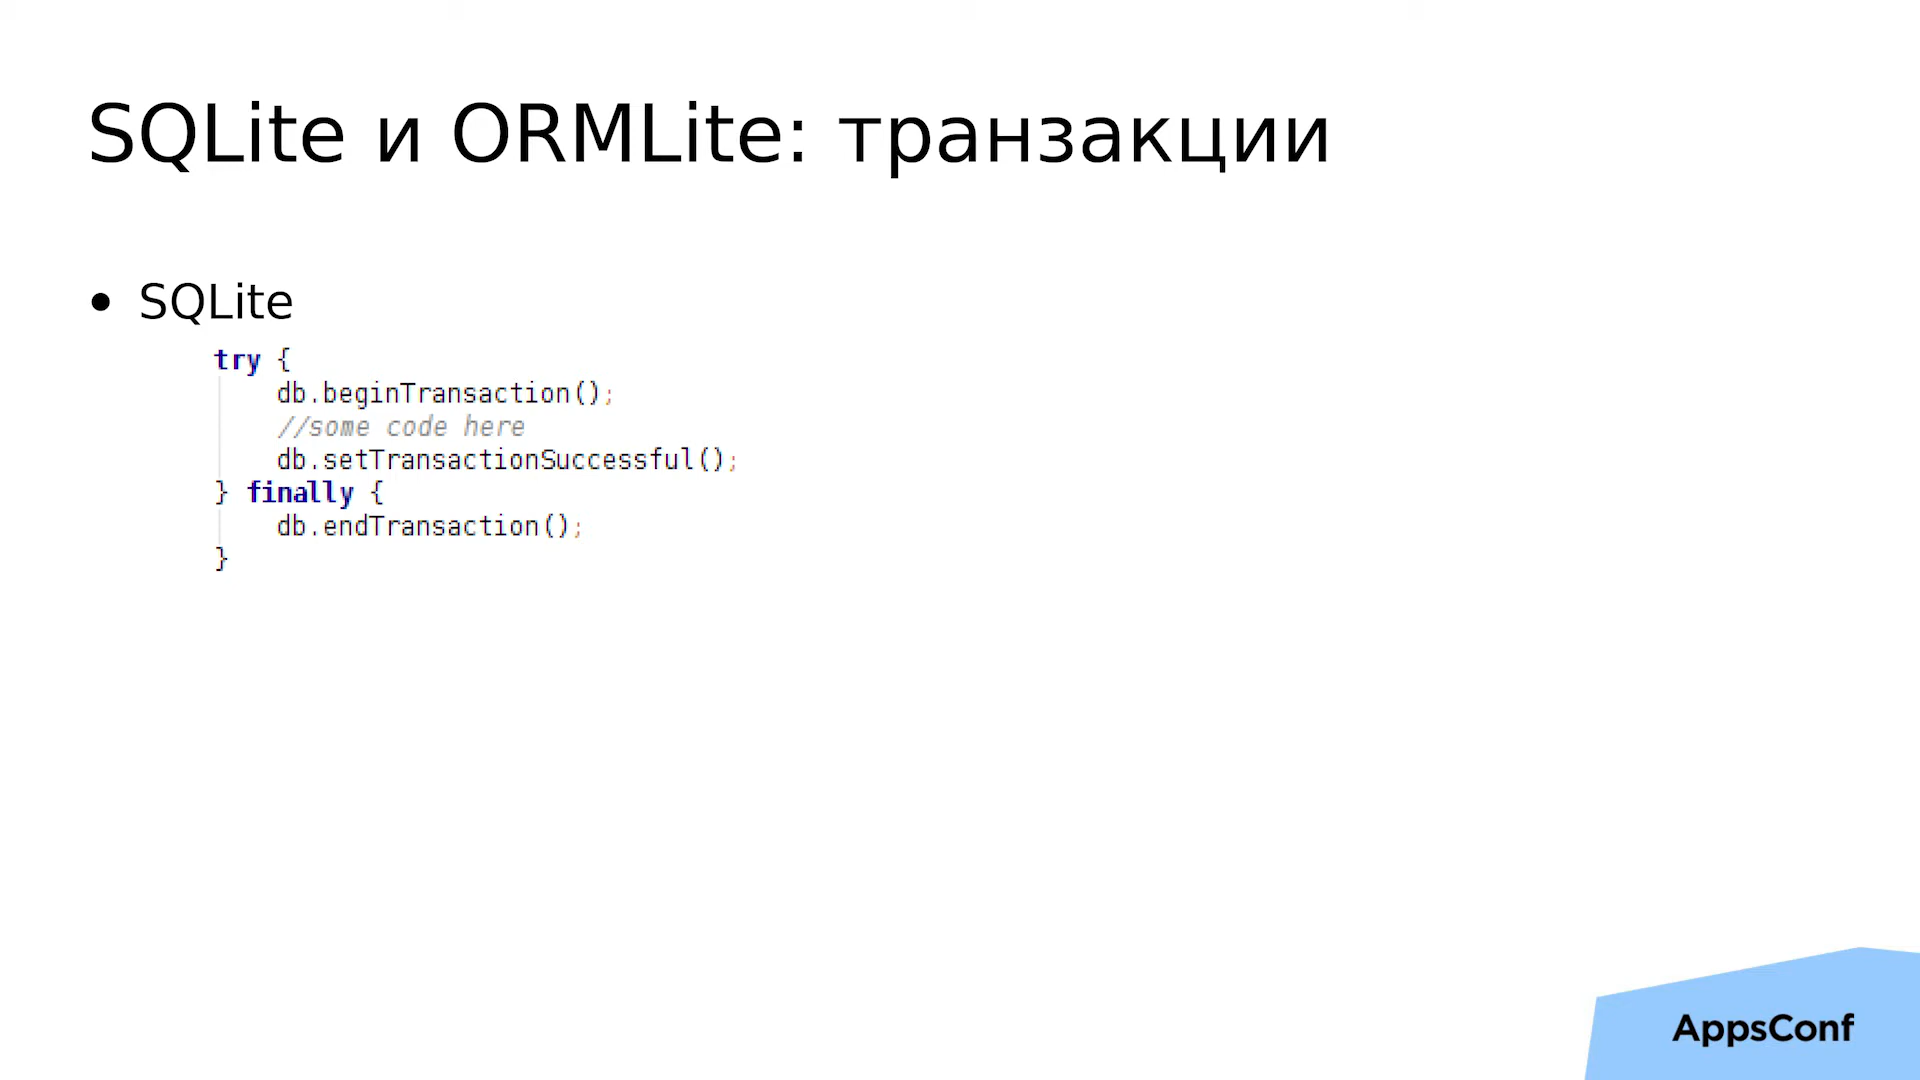 SQLite и ORMLite: транзакции
• SQLite
try {
    db.beginTransaction();
    //some code here
    db.setTransactionSuccessful();
} finally {
    db.endTransaction();
}
AppsConf